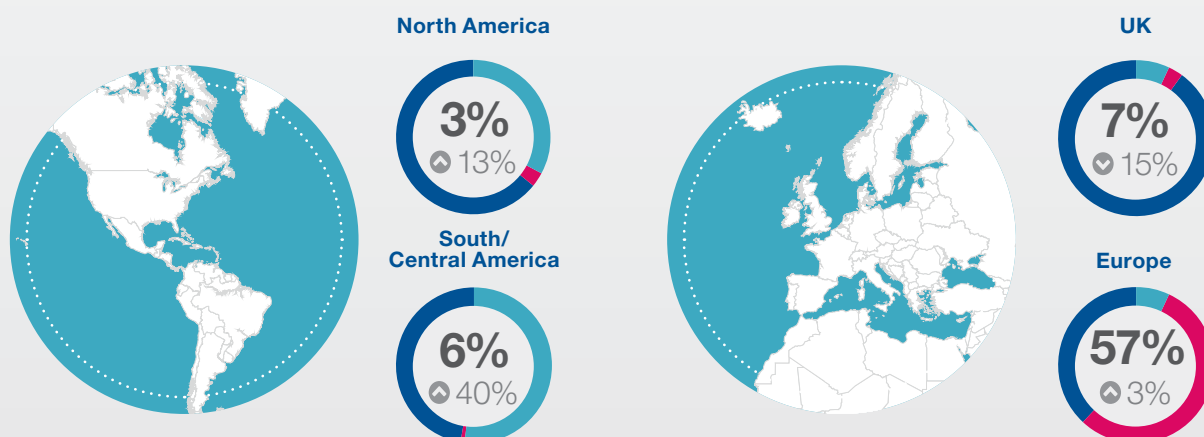 North America
3%
13%
South/
Central America
6%
40%
UK
7%
15%
Europe
57%
3%